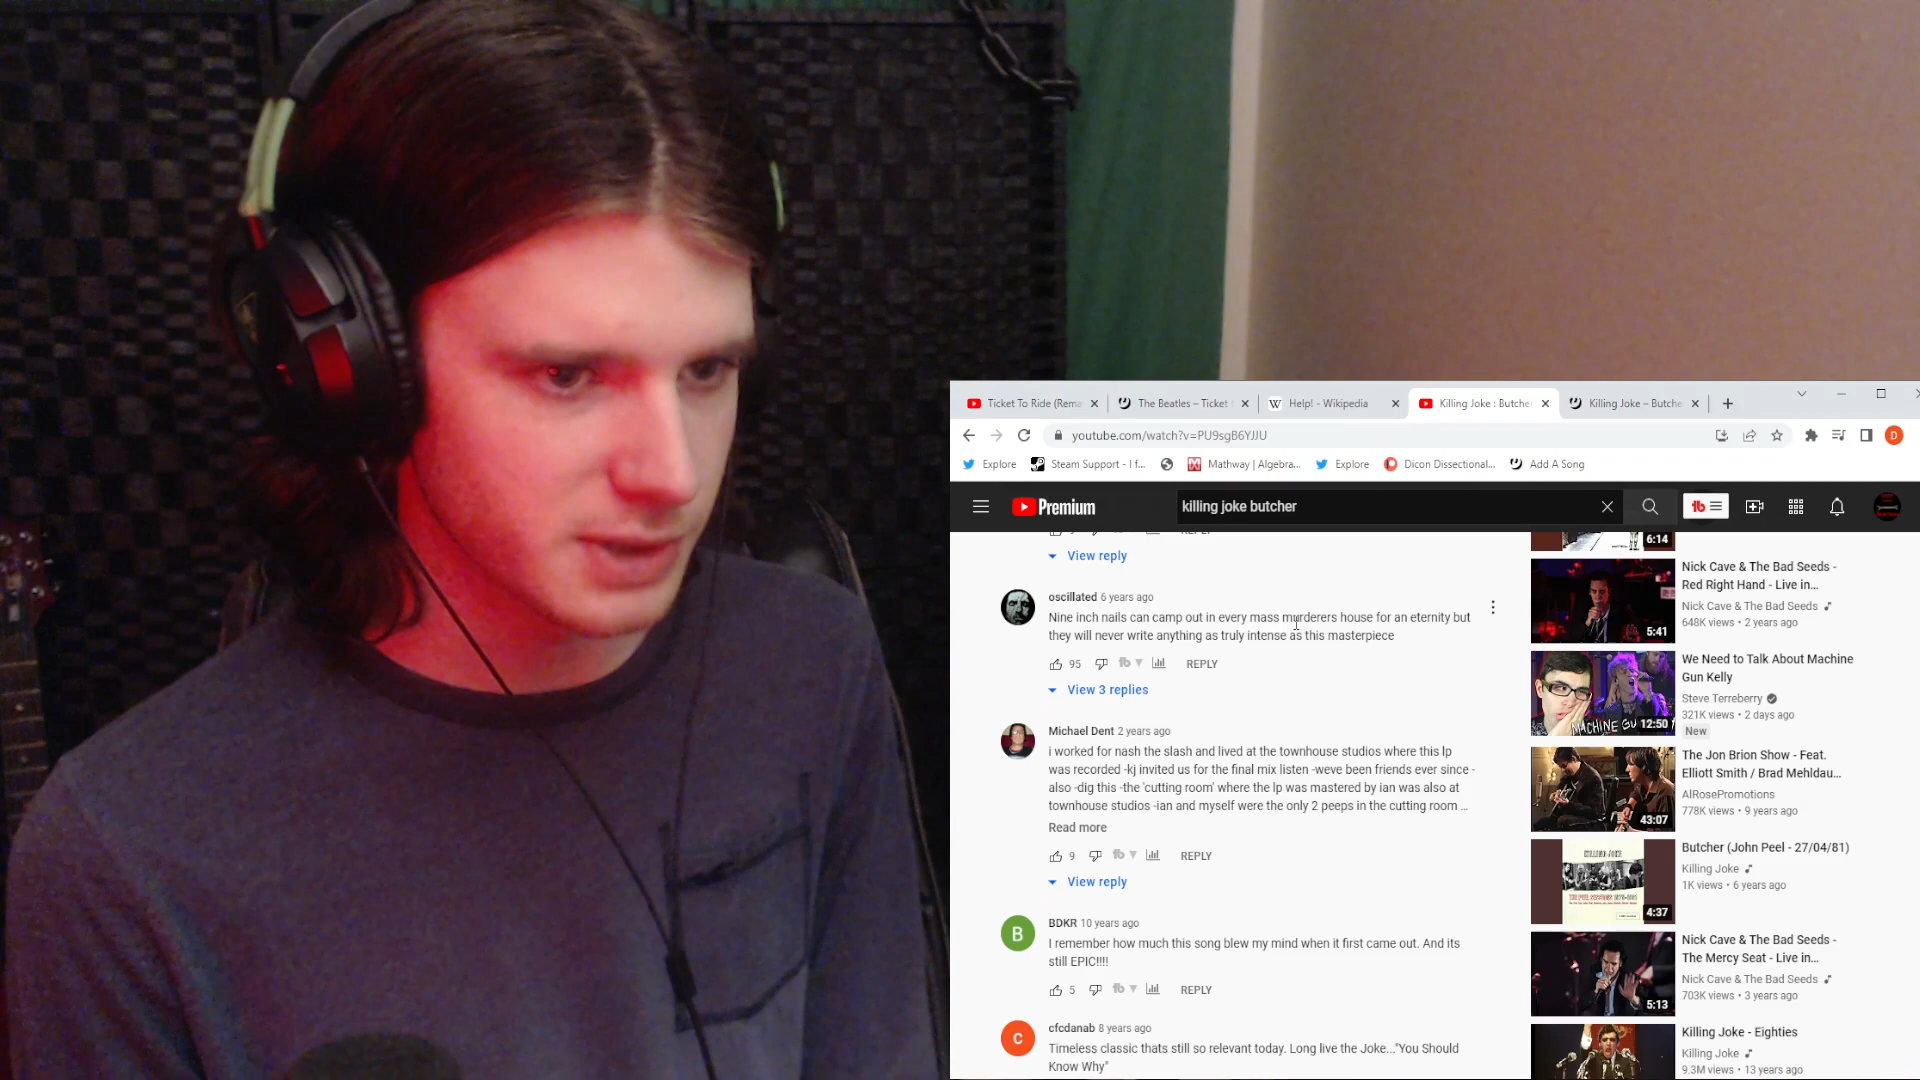 Ticket To Ride (Rema
The Beatles – Ticket
Help! - Wikipedia
Killing Joke : Butche
Killing Joke – Butche
youtube.com/watch?v=PU9sgB6YJJU
Explore
Steam Support - I f...
Mathway | Algebra...
Explore
Dicon Dissectional...
Add A Song
Premium
killing joke butcher
View reply
oscillated 6 years ago
Nine inch nails can camp out in every mass murderers house for an eternity but
they will never write anything as truly intense as this masterpiece
95
REPLY
View 3 replies
Michael Dent 2 years ago
i worked for nash the slash and lived at the townhouse studios where this lp
was recorded -kj invited us for the final mix listen -weve been friends ever since -
also -dig this -the 'cutting room' where the lp was mastered by ian was also at
townhouse studios -ian and myself were the only 2 peeps in the cutting room ...
Read more
9
REPLY
View reply
BDKR 10 years ago
I remember how much this song blew my mind when it first came out. And its
still EPIC!!!!
5
REPLY
cfcdanab 8 years ago
Timeless classic thats still so relevant today. Long live the Joke..."You Should
Know Why"
6:14
Nick Cave & The Bad Seeds -
Red Right Hand - Live in...
Nick Cave & The Bad Seeds
648K views • 2 years ago
5:41
We Need to Talk About Machine
Gun Kelly
Steve Terreberry
321K views • 2 days ago
New
MACHINE GU
12:50
The Jon Brion Show - Feat.
Elliott Smith / Brad Mehldau...
AlRosePromotions
778K views • 9 years ago
43:07
Butcher (John Peel - 27/04/81)
Killing Joke
1K views • 6 years ago
KILLING JOKE
4:37
Nick Cave & The Bad Seeds -
The Mercy Seat - Live in...
Nick Cave & The Bad Seeds
703K views • 3 years ago
5:13
Killing Joke - Eighties
Killing Joke
9.3M views • 13 years ago